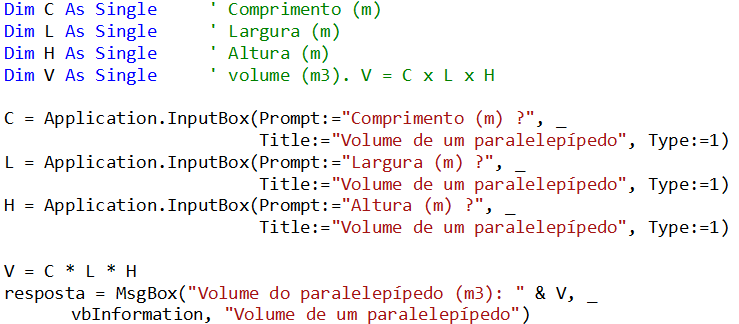 Dim C As Single     ' Comprimento (m)
Dim L As Single     ' Largura (m)
Dim H As Single     ' Altura (m)
Dim V As Single     ' volume (m3). V = C x L x H

C = Application.InputBox(Prompt:="Comprimento (m) ?", _
                       Title:="Volume de um paralelepípedo", Type:=1)
L = Application.InputBox(Prompt:="Largura (m) ?", _
                       Title:="Volume de um paralelepípedo", Type:=1)
H = Application.InputBox(Prompt:="Altura (m) ?", _
                       Title:="Volume de um paralelepípedo", Type:=1)

V = C * L * H
resposta = MsgBox("Volume do paralelepípedo (m3): " & V, _
      vbInformation, "Volume de um paralelepípedo")